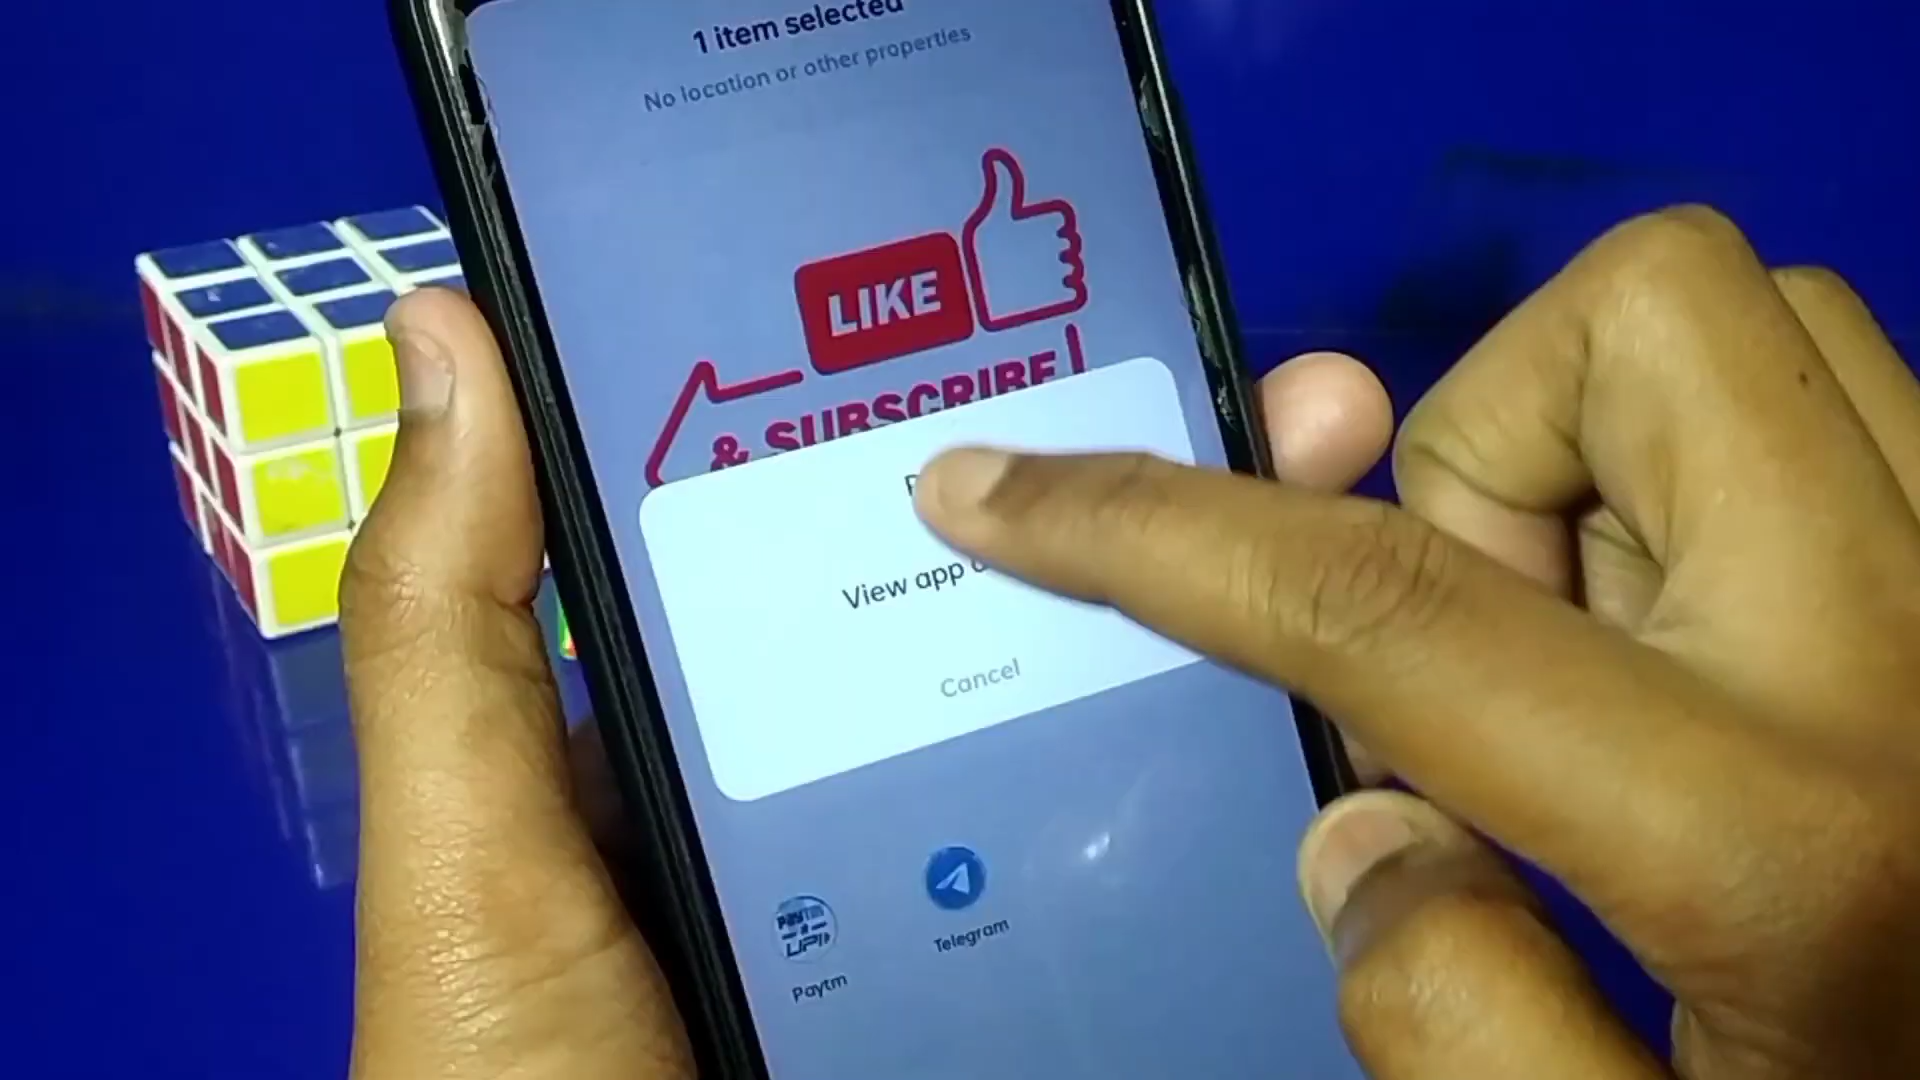 1 item selected
No location or other properties
LIKE
& SUBSCRIBE
View app
Cancel
Paytm
UPI
Telegram
Paytm